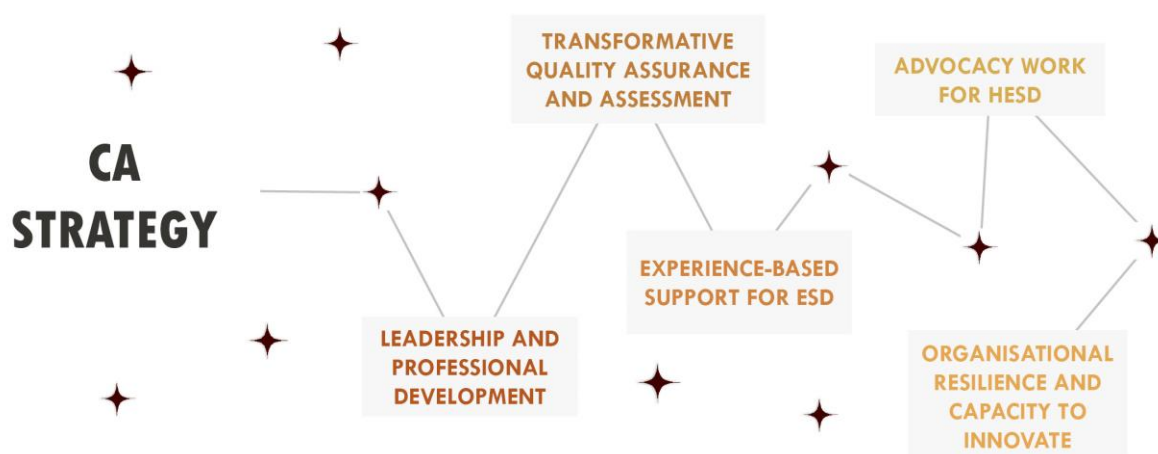 CA
STRATEGY
LEADERSHIP AND
PROFESSIONAL
DEVELOPMENT
TRANSFORMATIVE
QUALITY ASSURANCE
AND ASSESSMENT
EXPERIENCE-BASED
SUPPORT FOR ESD
ADVOCACY WORK
FOR HESD
ORGANISATIONAL
RESILIENCE AND
CAPACITY TO
INNOVATE